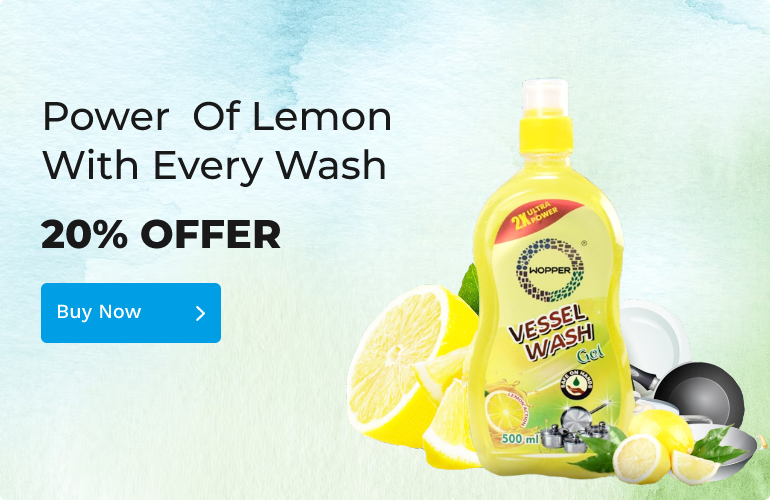 Power Of Lemon
With Every Wash
20% OFFER
Buy Now
2X ULTRA
POWER
®
WOPPER
VESSEL
WASH
Gel
SAFE ON HANDS
LEMON ACTION
500 ml